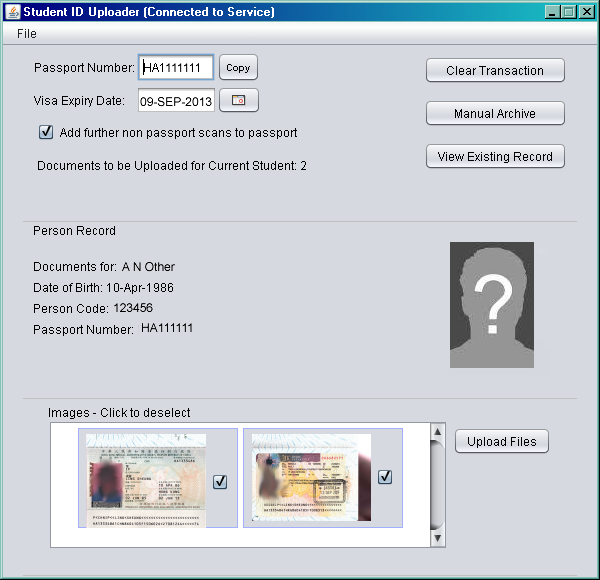 Student ID Uploader (Connected to Service)
File
Passport Number: HA1111111 Copy
Clear Transaction
Visa Expiry Date: 09-SEP-2013
Manual Archive
Add further non passport scans to passport
Documents to be Uploaded for Current Student: 2
View Existing Record
Person Record
Documents for: A N Other
Date of Birth: 10-Apr-1986
Person Code: 123456
Passport Number: HA111111
?
Images - Click to deselect
Upload Files